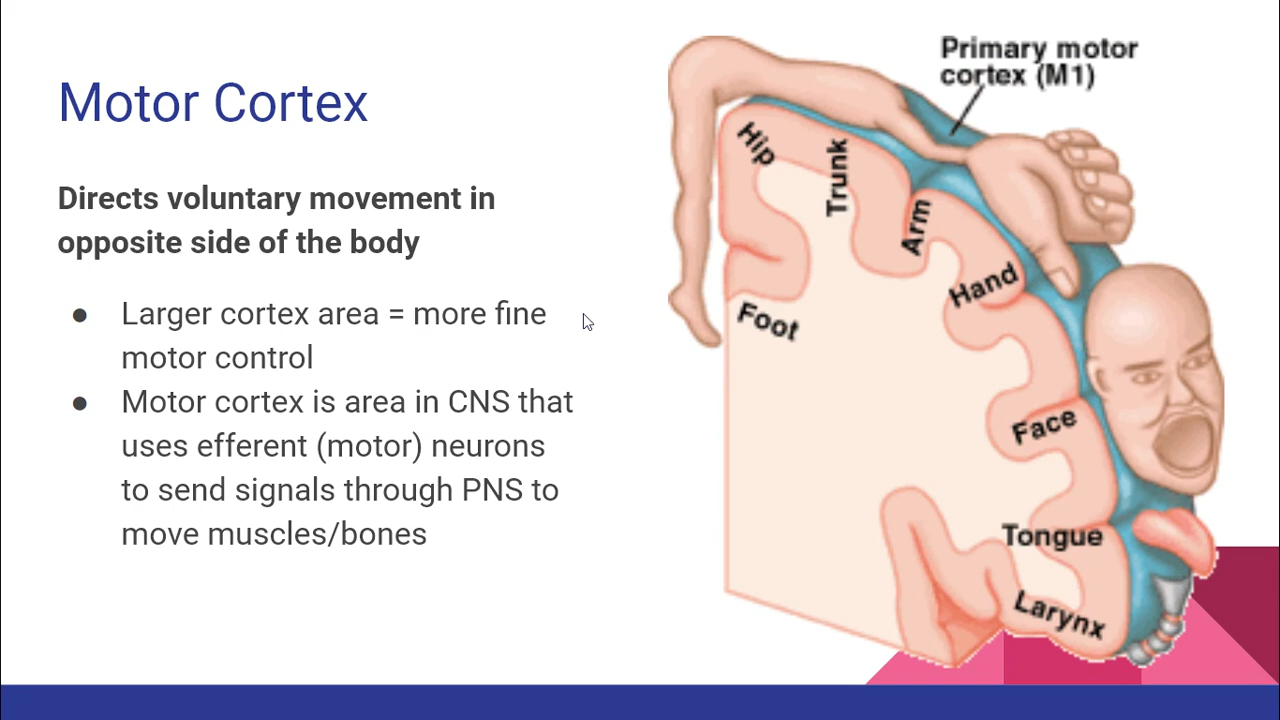 Motor Cortex
Directs voluntary movement in
opposite side of the body
● Larger cortex area = more fine
motor control
● Motor cortex is area in CNS that
uses efferent (motor) neurons
to send signals through PNS to
move muscles/bones
Primary motor
cortex (M1)
Hip
Trunk
Arm
Hand
Foot
Face
Tongue
Larynx